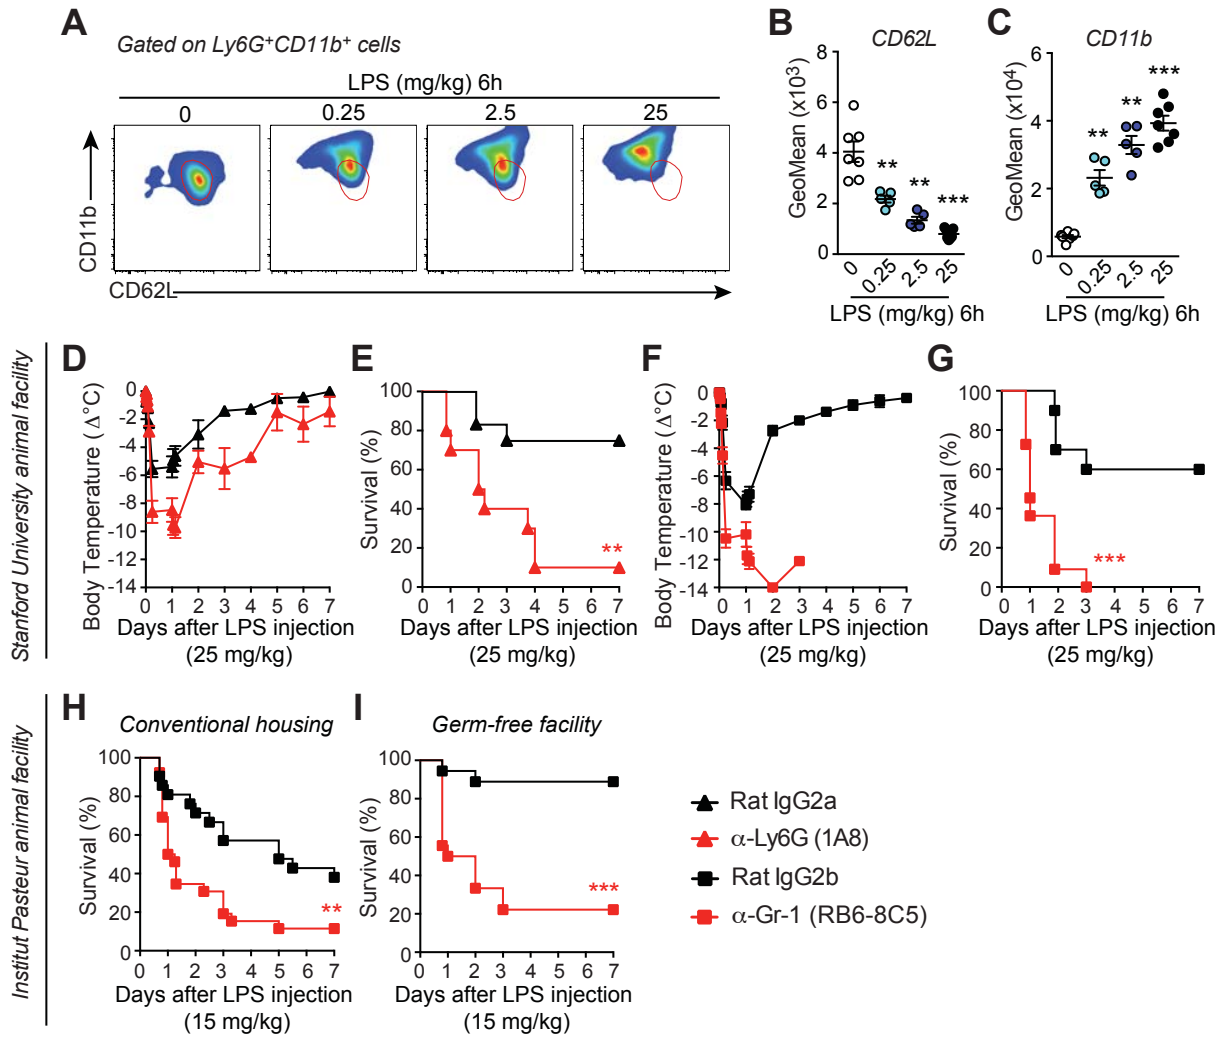 A
Gated on Ly6G⁺CD11b⁺ cells
LPS (mg/kg) 6h
0 0.25 2.5 25
CD11b
CD62L
B
CD62L
GeoMean (x10³)
8
6
4
2
0
0 0.25 2.5 25
LPS (mg/kg) 6h
** ** ***
C
CD11b
GeoMean (x10⁴)
6
4
2
0
0 0.25 2.5 25
LPS (mg/kg) 6h
** ** ***
Stanford University animal facility
D
Body Temperature (Δ°C)
0
-2
-4
-6
-8
-10
-12
-14
0 1 2 3 4 5 6 7
Days after LPS injection
(25 mg/kg)
E
Survival (%)
100
80
60
40
20
0
**
0 1 2 3 4 5 6 7
Days after LPS injection
(25 mg/kg)
F
Body Temperature (Δ°C)
0
-2
-4
-6
-8
-10
-12
-14
0 1 2 3 4 5 6 7
Days after LPS injection
(25 mg/kg)
G
Survival (%)
100
80
60
40
20
0
***
0 1 2 3 4 5 6 7
Days after LPS injection
(25 mg/kg)
Institut Pasteur animal facility
H
Conventional housing
Survival (%)
100
80
60
40
20
0
**
0 1 2 3 4 5 6 7
Days after LPS injection
(15 mg/kg)
I
Germ-free facility
Survival (%)
100
80
60
40
20
0
***
0 1 2 3 4 5 6 7
Days after LPS injection
(15 mg/kg)
Rat IgG2a
α-Ly6G (1A8)
Rat IgG2b
α-Gr-1 (RB6-8C5)